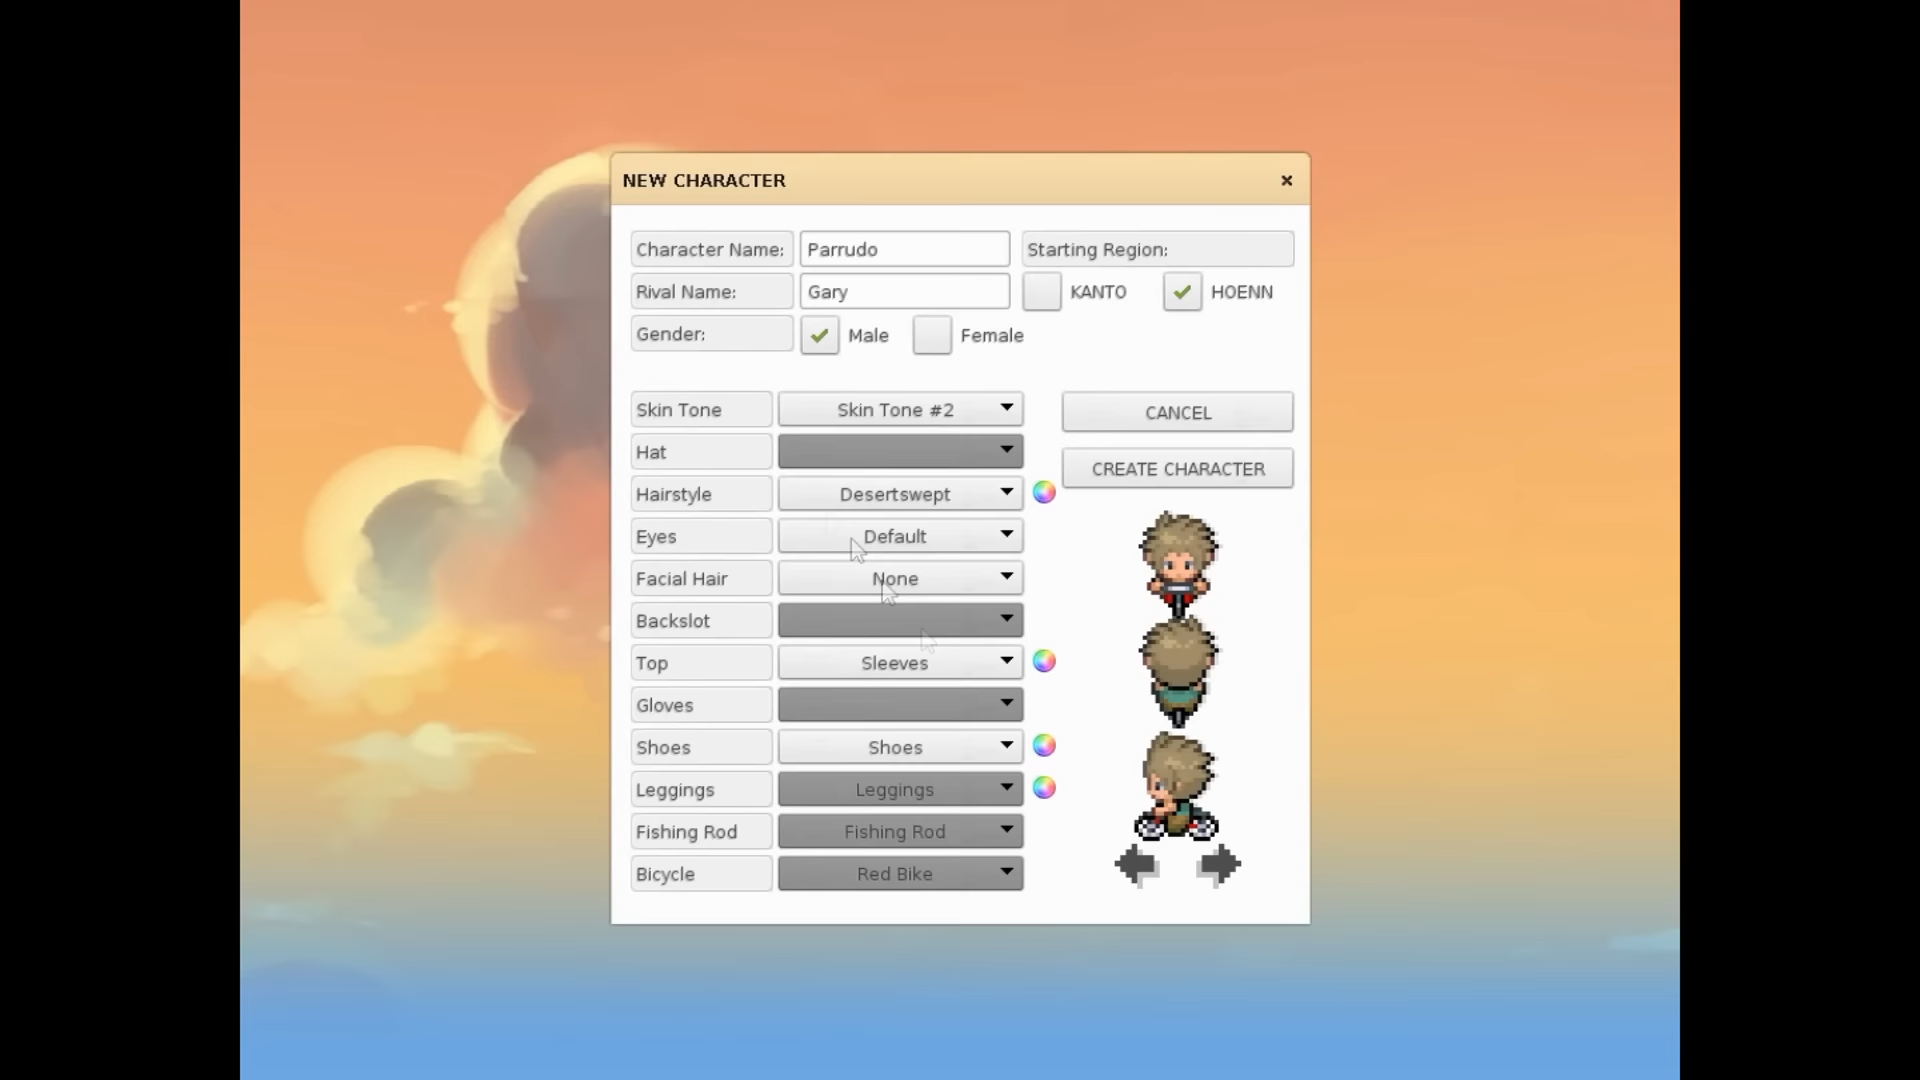 NEW CHARACTER
Character Name: Parrudo Starting Region:
Rival Name: Gary KANTO HOENN
Gender: Male Female
Skin Tone Skin Tone #2 CANCEL
Hat
CREATE CHARACTER
Hairstyle Desertswept
Eyes Default
Facial Hair None
Backslot
Top Sleeves
Gloves
Shoes Shoes
Leggings Leggings
Fishing Rod Fishing Rod
Bicycle Red Bike